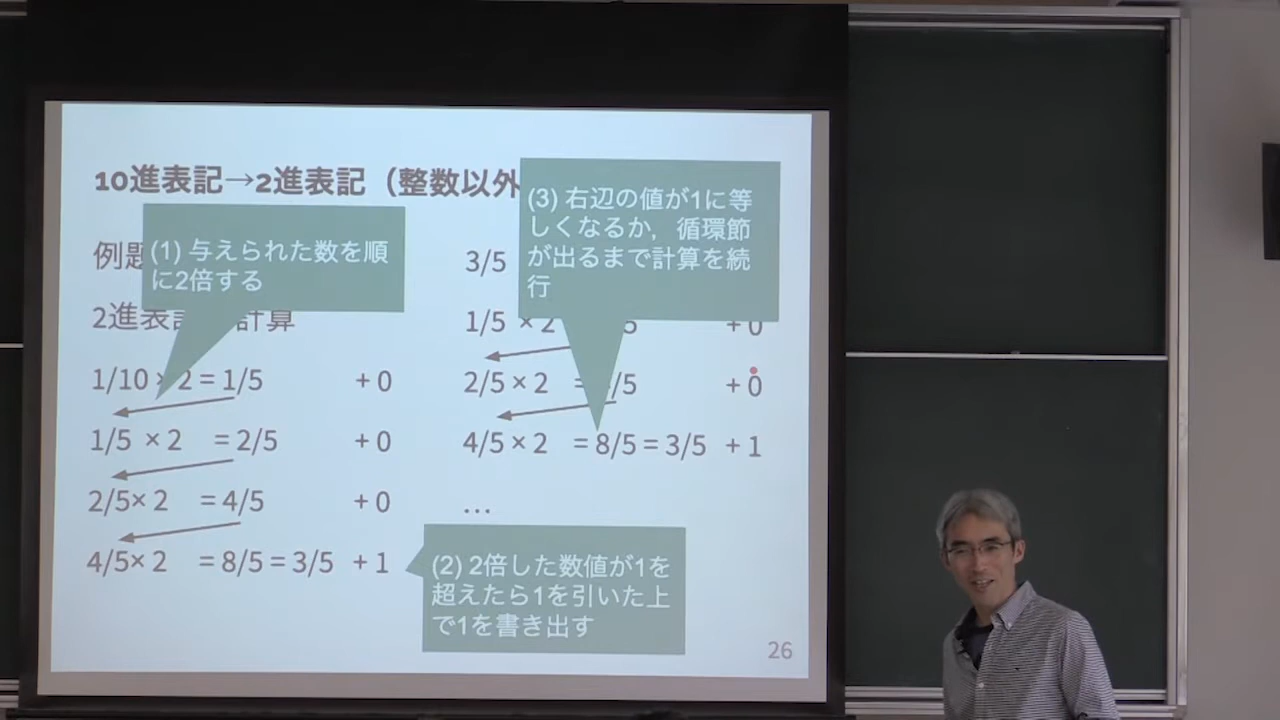 10進表記→2進表記（整数以外
(1) 与えられた数を順
に2倍する
例題
2進表 計算
1/10 × 2 = 1/5 + 0
1/5 × 2 = 2/5 + 0
2/5× 2 = 4/5 + 0
4/5× 2 = 8/5 = 3/5 + 1
(2) 2倍した数値が1を
超えたら1を引いた上
で1を書き出す
(3) 右辺の値が1に等
しくなるか，循環節
が出るまで計算を続
行
3/5
1/5 × 2 5 + 0
2/5 × 2 = /5 + 0
4/5 × 2 = 8/5 = 3/5 + 1
…
26